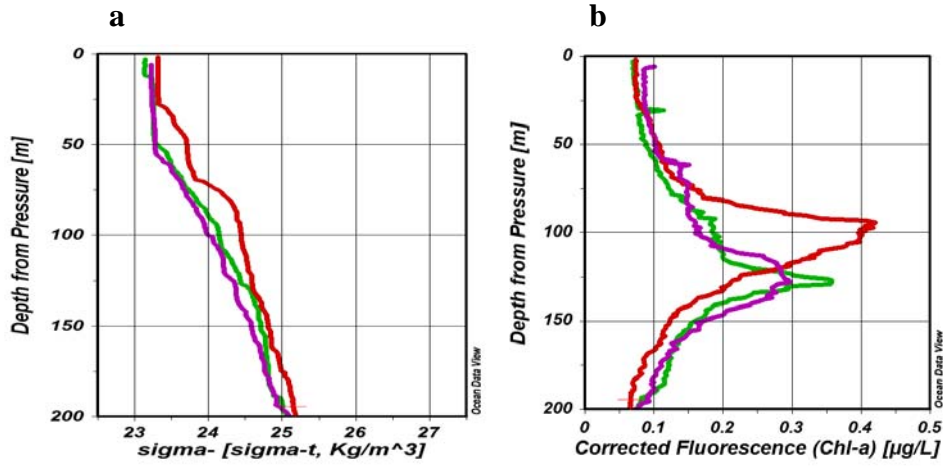 a
Depth from Pressure [m]
0
50
100
150
200
23
24
25
26
27
sigma- [sigma-t, Kg/m^3]
Ocean Data View
b
Depth from Pressure [m]
0
50
100
150
200
0.1
0.2
0.3
0.4
0.5
Corrected Fluorescence (Chl-a) [µg/L]
Ocean Data View